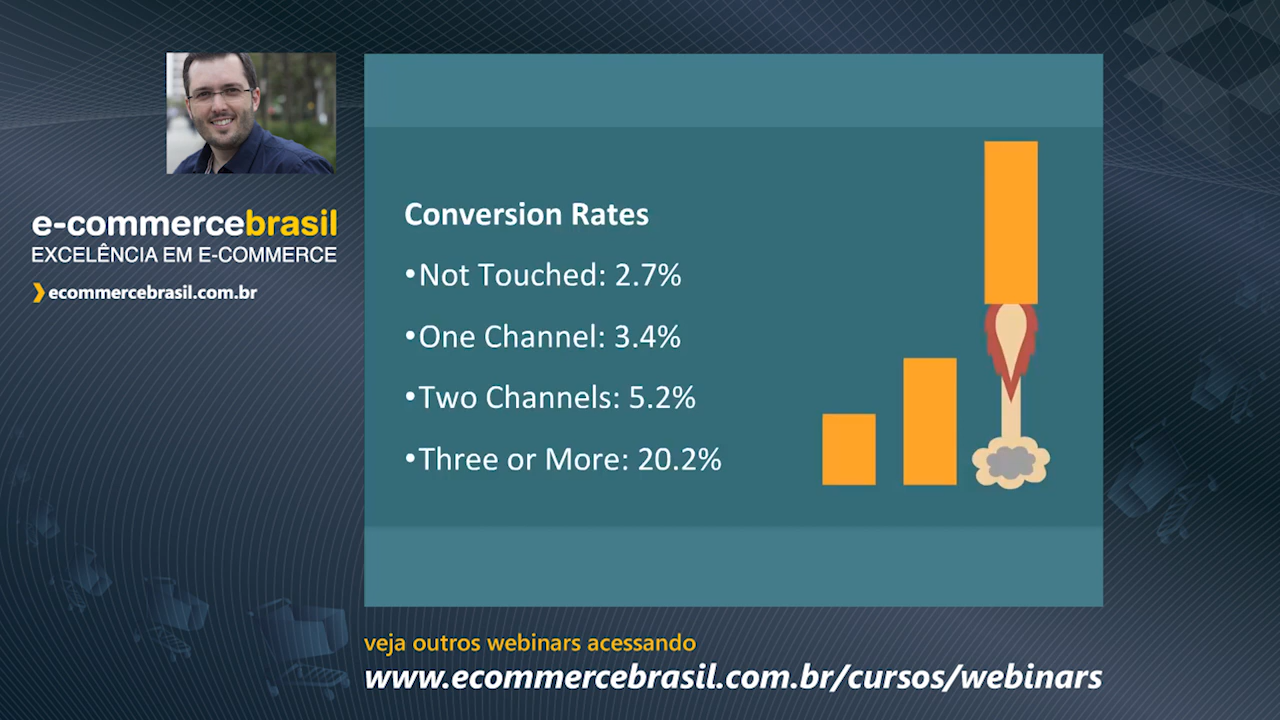 e-commercebrasil
EXCELÊNCIA EM E-COMMERCE
ecommercebrasil.com.br
Conversion Rates
•Not Touched: 2.7%
•One Channel: 3.4%
•Two Channels: 5.2%
•Three or More: 20.2%
veja outros webinars acessando
www.ecommercebrasil.com.br/cursos/webinars